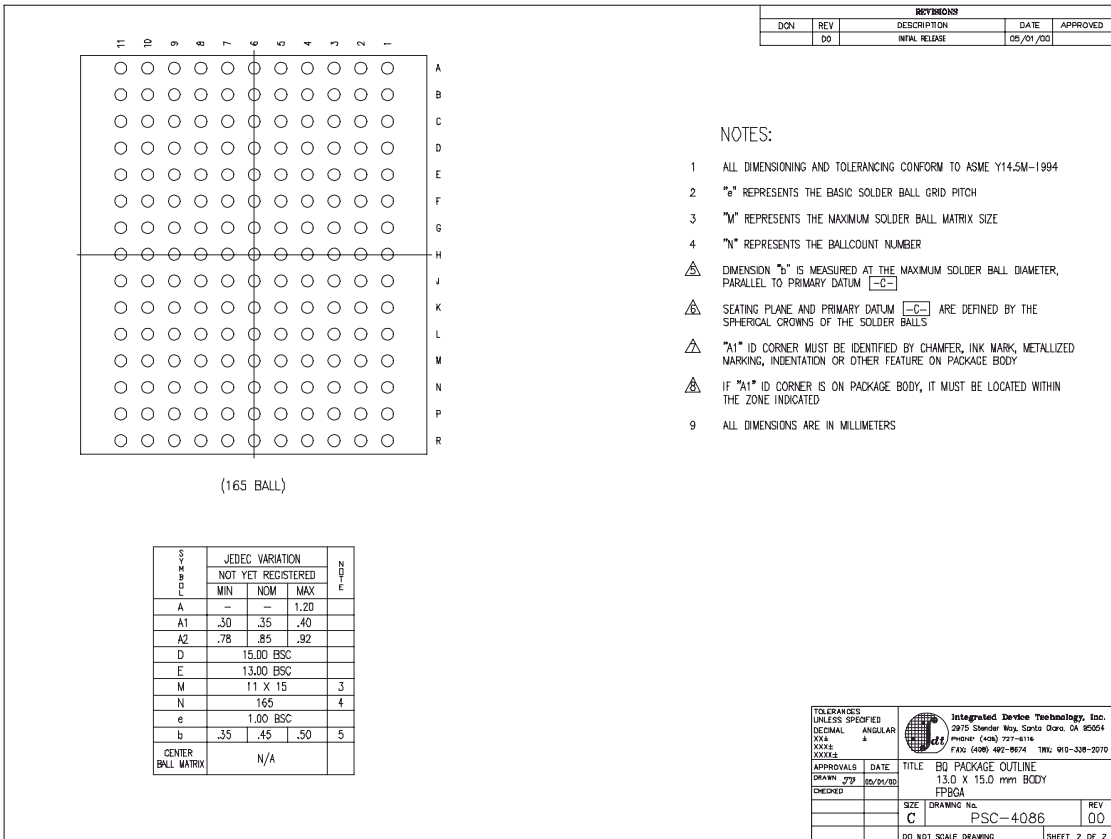 REVISIONS
DCN REV DESCRIPTION DATE APPROVED
00 INITIAL RELEASE 05/01/00
11 10 9 8 7 6 5 4 3 2 1
A
B
C
D
E
F
G
H
J
K
L
M
N
P
R
(165 BALL)
NOTES:
1 ALL DIMENSIONING AND TOLERANCING CONFORM TO ASME Y14.5M-1994
2 "e" REPRESENTS THE BASIC SOLDER BALL GRID PITCH
3 "M" REPRESENTS THE MAXIMUM SOLDER BALL MATRIX SIZE
4 "N" REPRESENTS THE BALLCOUNT NUMBER
5 DIMENSION "b" IS MEASURED AT THE MAXIMUM SOLDER BALL DIAMETER,
PARALLEL TO PRIMARY DATUM -C-
6 SEATING PLANE AND PRIMARY DATUM -C- ARE DEFINED BY THE
SPHERICAL CROWNS OF THE SOLDER BALLS
7 "A1" ID CORNER MUST BE IDENTIFIED BY CHAMFER, INK MARK, METALLIZED
MARKING, INDENTATION OR OTHER FEATURE ON PACKAGE BODY
8 IF "A1" ID CORNER IS ON PACKAGE BODY, IT MUST BE LOCATED WITHIN
THE ZONE INDICATED
9 ALL DIMENSIONS ARE IN MILLIMETERS
SYMBOL JEDEC VARIATION NOTE
NOT YET REGISTERED
MIN NOM MAX
A - - 1.20
A1 .30 .35 .40
A2 .78 .85 .92
D 15.00 BSC
E 13.00 BSC
M 11 X 15 3
N 165 4
e 1.00 BSC
b .35 .45 .50 5
CENTER
BALL MATRIX N/A
TOLERANCES
UNLESS SPECIFIED
DECIMAL ANGULAR
XX± ±
XXX±
XXXX±
idt
Integrated Device Technology, Inc.
2975 Stender Way, Santa Clara, CA 95054
PHONE: (408) 727-6116
FAX: (408) 492-8674 TWX: 910-338-2070
APPROVALS DATE
DRAWN 05/01/00
CHECKED
TITLE BQ PACKAGE OUTLINE
13.0 X 15.0 mm BODY
FPBGA
SIZE DRAWING No. REV
C PSC-4086 00
DO NOT SCALE DRAWING SHEET 2 OF 2